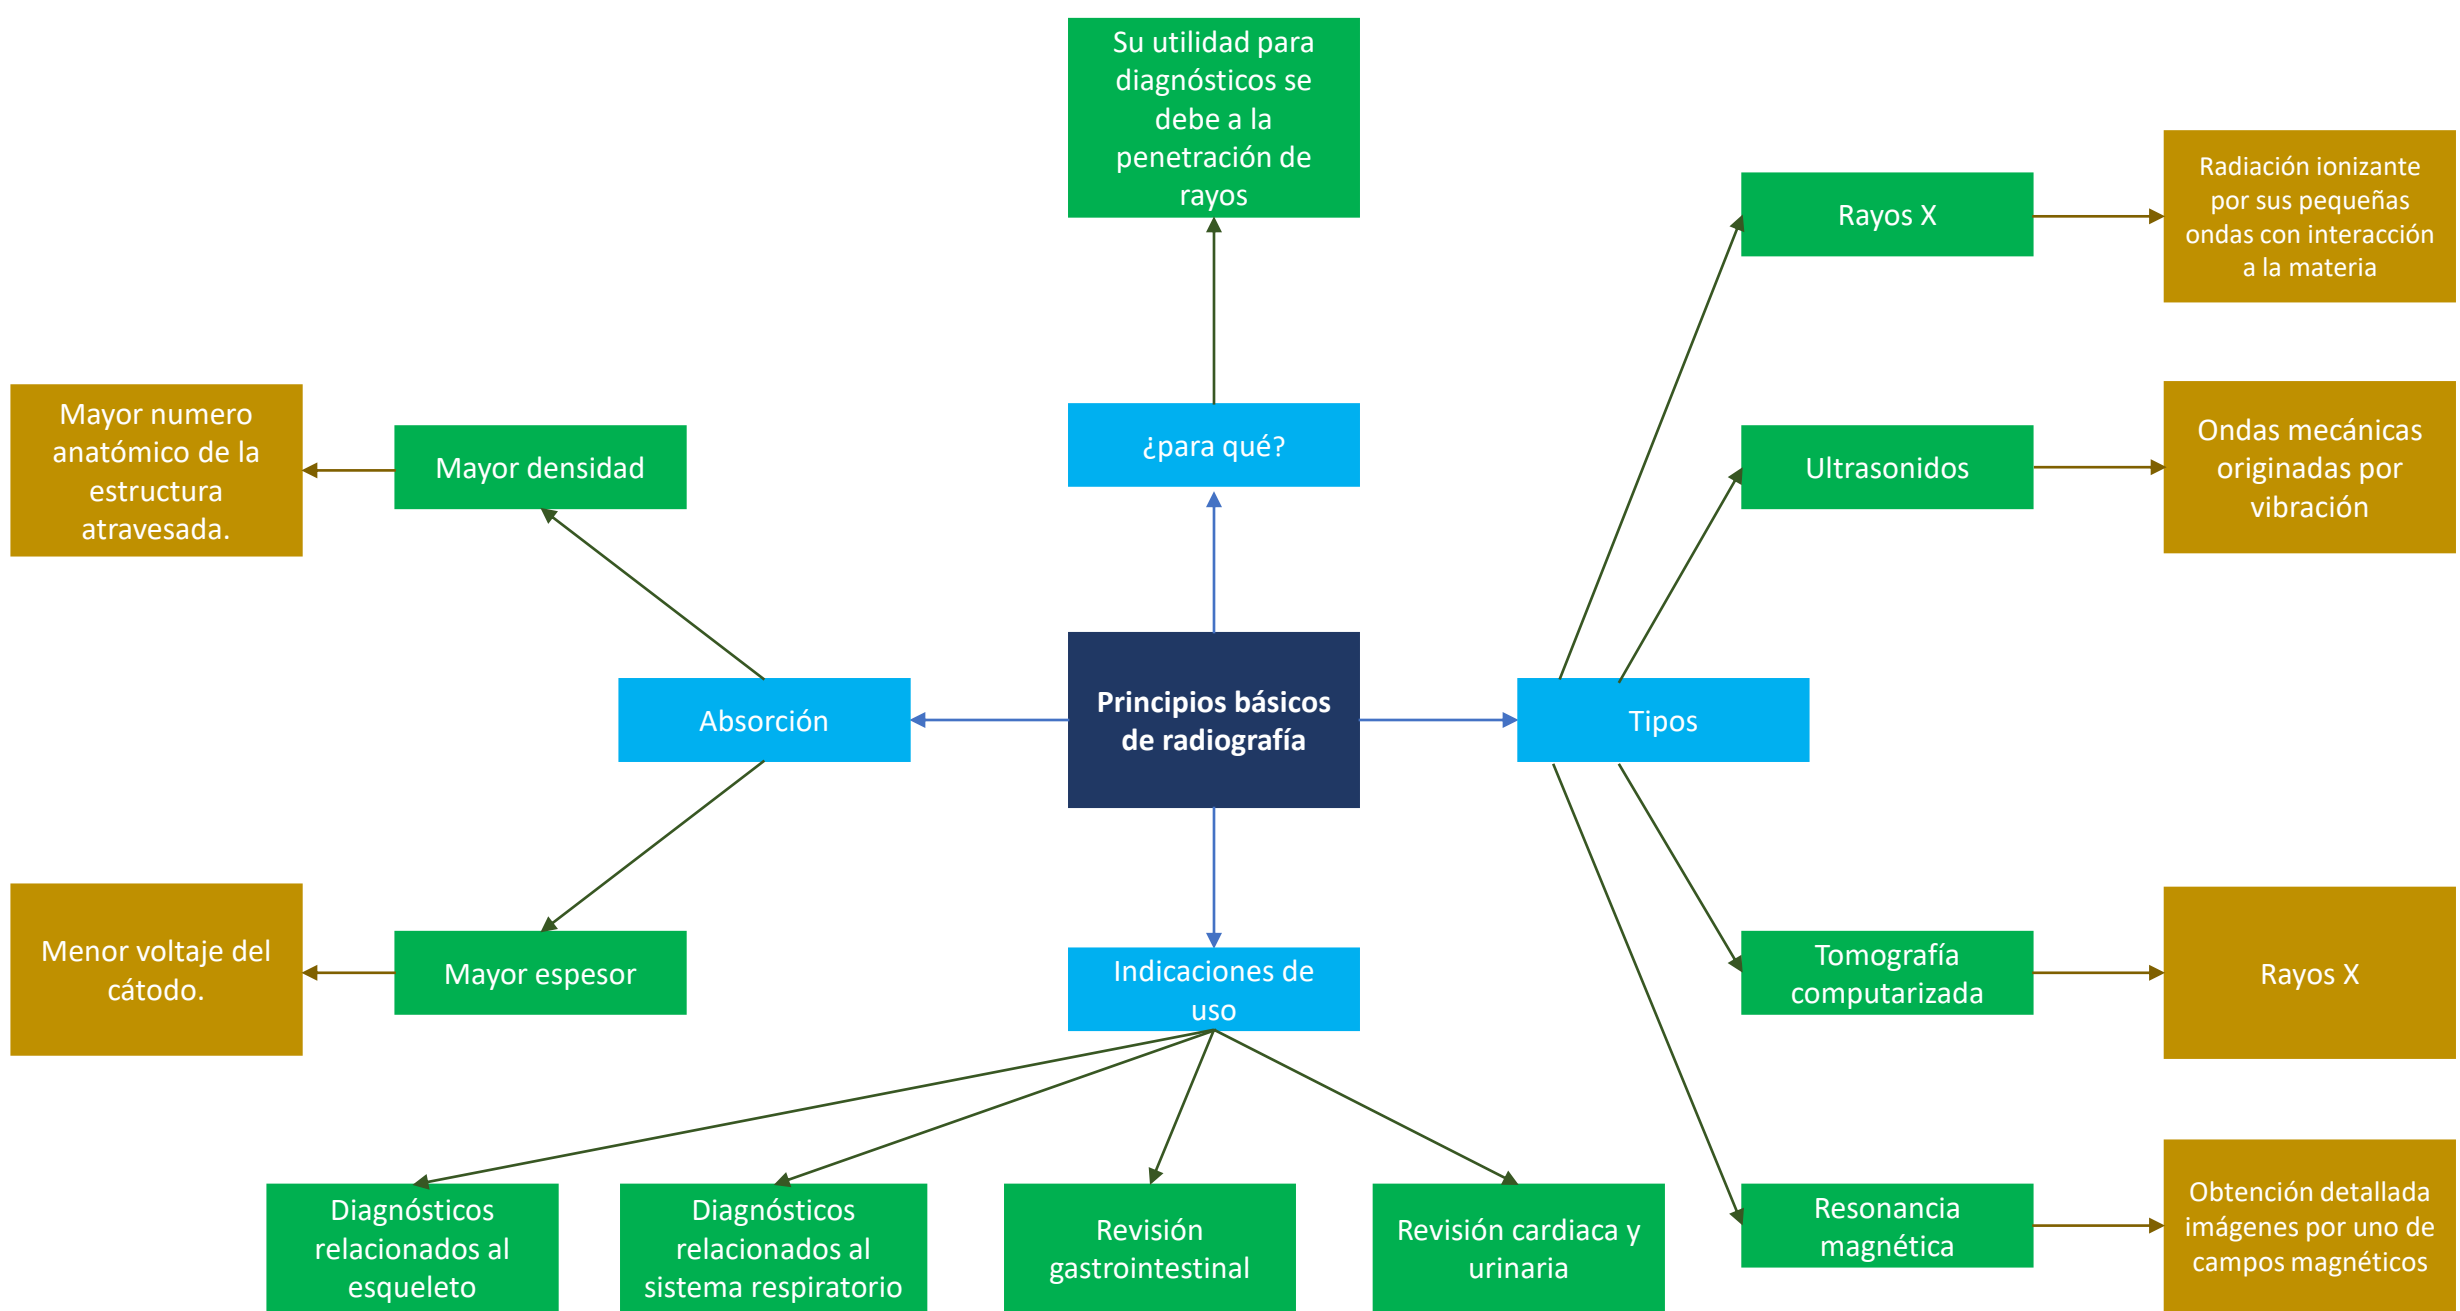 Su utilidad para
diagnósticos se
debe a la
penetración de
rayos
Rayos X
Radiación ionizante
por sus pequeñas
ondas con interacción
a la materia
Mayor numero
anatómico de la
estructura
atravesada.
Mayor densidad
¿para qué?
Ultrasonidos
Ondas mecánicas
originadas por
vibración
Absorción
Principios básicos
de radiografía
Tipos
Menor voltaje del
cátodo.
Mayor espesor
Indicaciones de
uso
Tomografía
computarizada
Rayos X
Diagnósticos
relacionados al
esqueleto
Diagnósticos
relacionados al
sistema respiratorio
Revisión
gastrointestinal
Revisión cardiaca y
urinaria
Resonancia
magnética
Obtención detallada
imágenes por uno de
campos magnéticos